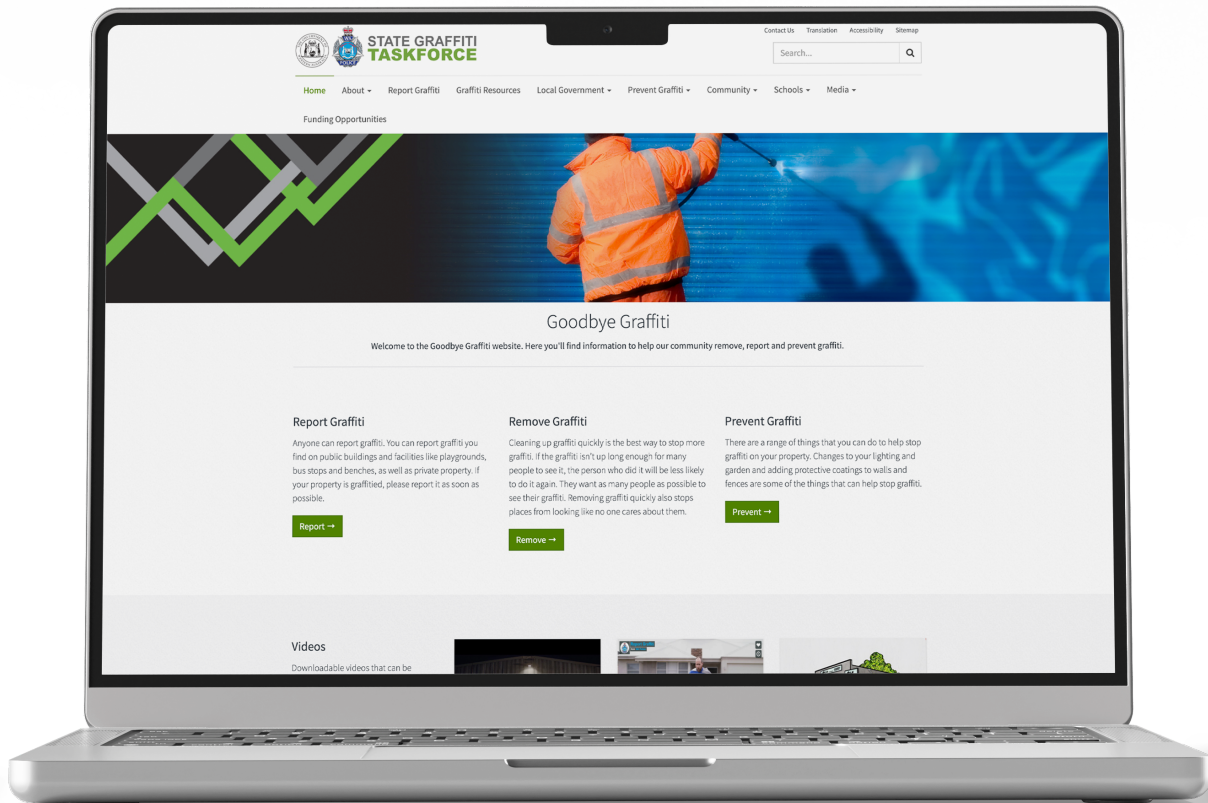 STATE GRAFFITI
TASKFORCE
POLICE
Contact Us Translation Accessibility Sitemap
Search...
Home About Report Graffiti Graffiti Resources Local Government Prevent Graffiti Community Schools Media
Funding Opportunities
Goodbye Graffiti
Welcome to the Goodbye Graffiti website. Here you'll find information to help our community remove, report and prevent graffiti.
Report Graffiti
Anyone can report graffiti. You can report graffiti you
find on public buildings and facilities like playgrounds,
bus stops and benches, as well as private property. If
your property is graffitied, please report it as soon as
possible.
Report →
Remove Graffiti
Cleaning up graffiti quickly is the best way to stop more
graffiti. If the graffiti isn't up long enough for many
people to see it, the person who did it will be less likely
to do it again. They want as many people as possible to
see their graffiti. Removing graffiti quickly also stops
places from looking like no one cares about them.
Remove →
Prevent Graffiti
There are a range of things that you can do to help stop
graffiti on your property. Changes to your lighting and
garden and adding protective coatings to walls and
fences are some of the things that can help stop graffiti.
Prevent →
Videos
Downloadable videos that can be